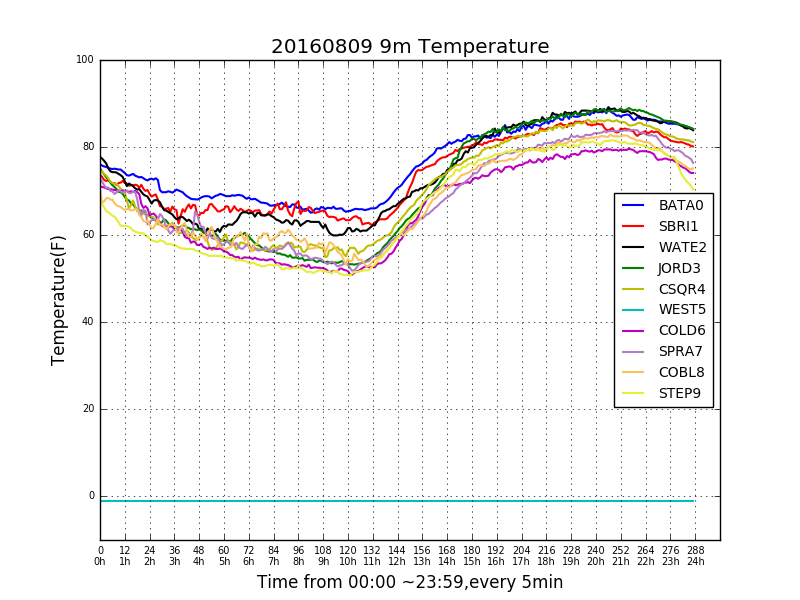 20160809 9m Temperature
100
80
60
40
20
0
Temperature(F)
BATA0
SBRI1
WATE2
JORD3
CSQR4
WEST5
COLD6
SPRA7
COBL8
STEP9
0 12 24 36 48 60 72 84 96 108 120 132 144 156 168 180 192 204 216 228 240 252 264 276 288
0h 1h 2h 3h 4h 5h 6h 7h 8h 9h 10h 11h 12h 13h 14h 15h 16h 17h 18h 19h 20h 21h 22h 23h 24h
Time from 00:00 ~23:59,every 5min